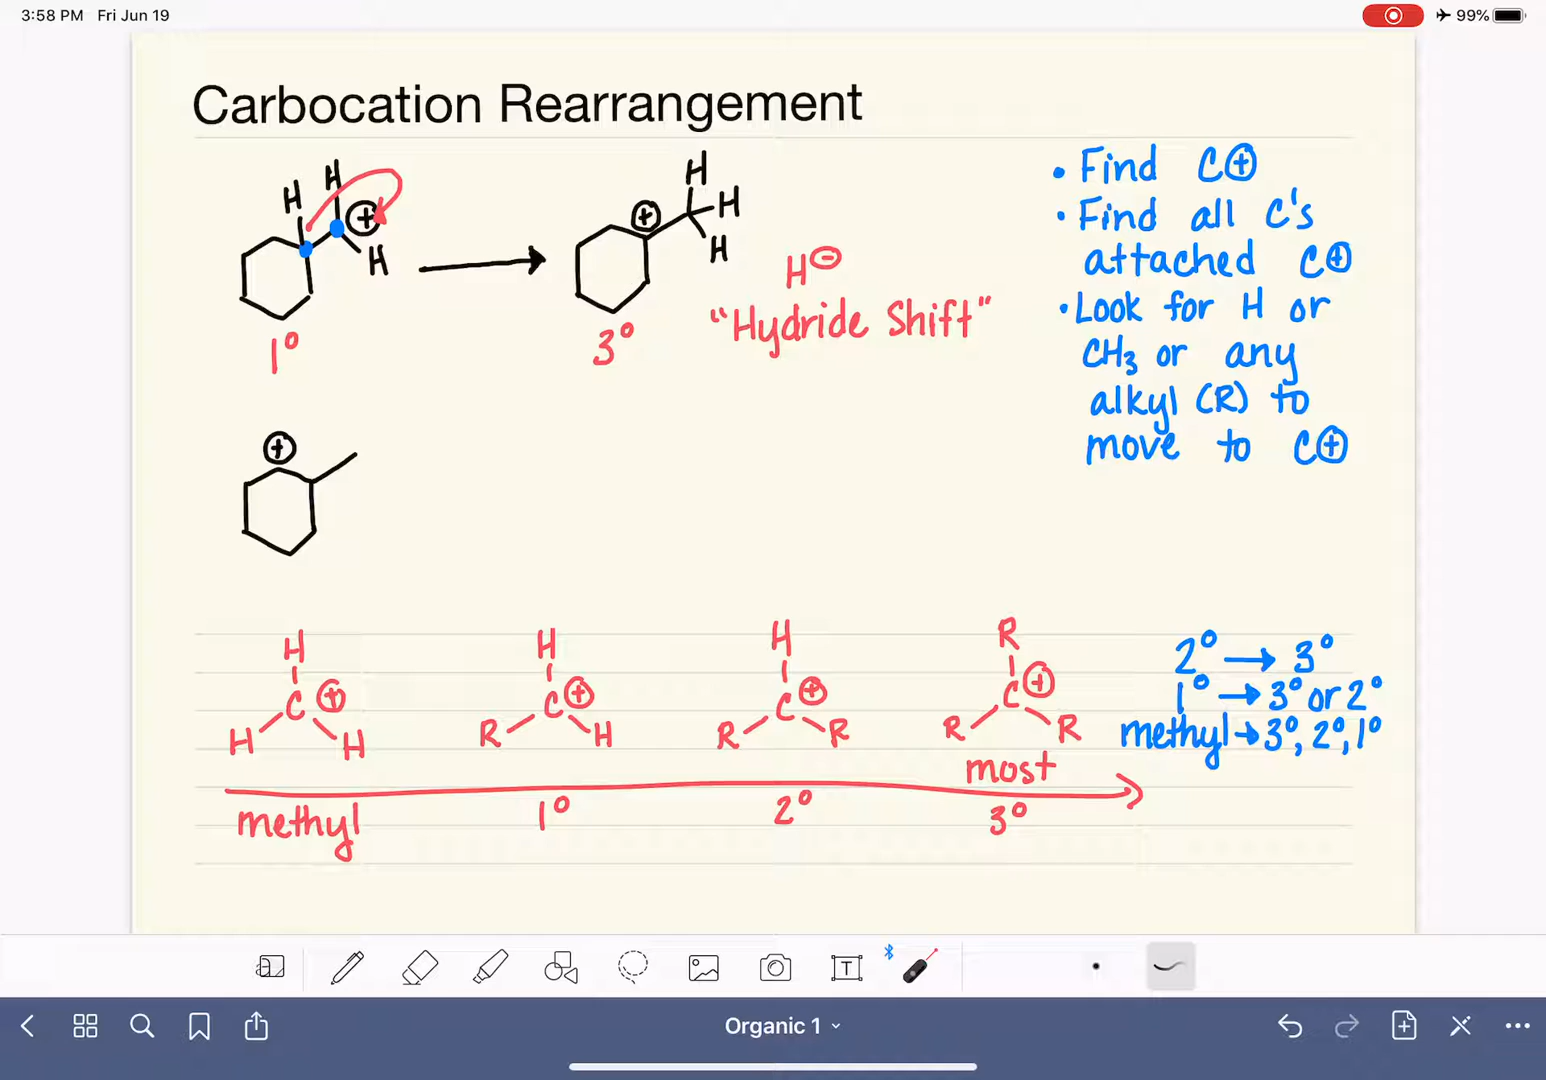 3:58 PM Fri Jun 19
99%
Carbocation Rearrangement
H
H
⊕
H
1°
⊕
H
H
H
3°
H⊖
"Hydride Shift"
• Find C⊕
• Find all C's
attached C⊕
• Look for H or
CH₃ or any
alkyl (R) to
move to C⊕
⊕
H
C⊕
H H
methyl
H
C⊕
R H
1°
H
C⊕
R R
2°
R
C⊕
R R
most
3°
2° → 3°
1° → 3° or 2°
methyl → 3°, 2°, 1°
T
Organic 1